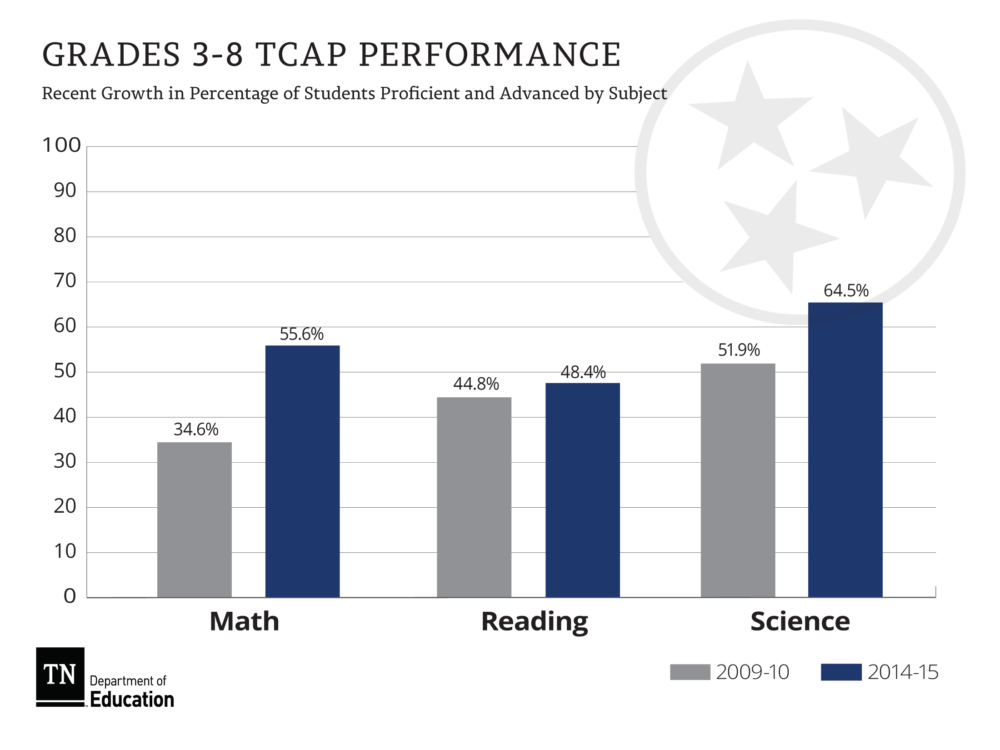 GRADES 3-8 TCAP PERFORMANCE
Recent Growth in Percentage of Students Proficient and Advanced by Subject
100
90
80
70
60
50
40
30
20
10
0
34.6%
55.6%
44.8%
48.4%
51.9%
64.5%
Math
Reading
Science
2009-10
2014-15
TN
Department of
Education